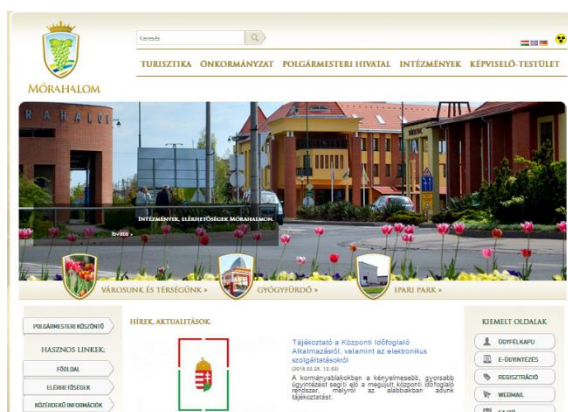 Keresés
TURISZTIKA ÖNKORMÁNYZAT POLGÁRMESTERI HIVATAL INTÉZMÉNYEK KÉPVISELŐ-TESTÜLET
MÓRAHALOM
RAHALOM
INTÉZMÉNYEK, ELÉRHETŐSÉGEK MÓRAHALMON.
VÁROSUNK ÉS TÉRSÉGÜNK »
GYÓGYFÜRDŐ »
IPARI PARK »
POLGÁRMESTERI KÖSZÖNTŐ
HASZNOS LINKEK:
FŐOLDAL
ELÉRHETŐSÉGEK
KÖZÉRDEKŰ INFORMÁCIÓK
HÍREK, AKTUALITÁSOK:
Tájékoztató a Központi Időfoglaló
Alkalmazásról, valamint az elektronikus
szolgáltatásokról
A kormányablakokban a kényelmesebb, gyorsabb
ügyintézést segíti elő a megújult központi időfoglaló
rendszer, melyről az alábbiakban adunk
tájékoztatást:
KIEMELT OLDALAK
ÜGYFÉLKAPU
E-ÜGYINTÉZÉS
REGISZTRÁCIÓ
WEBMAIL